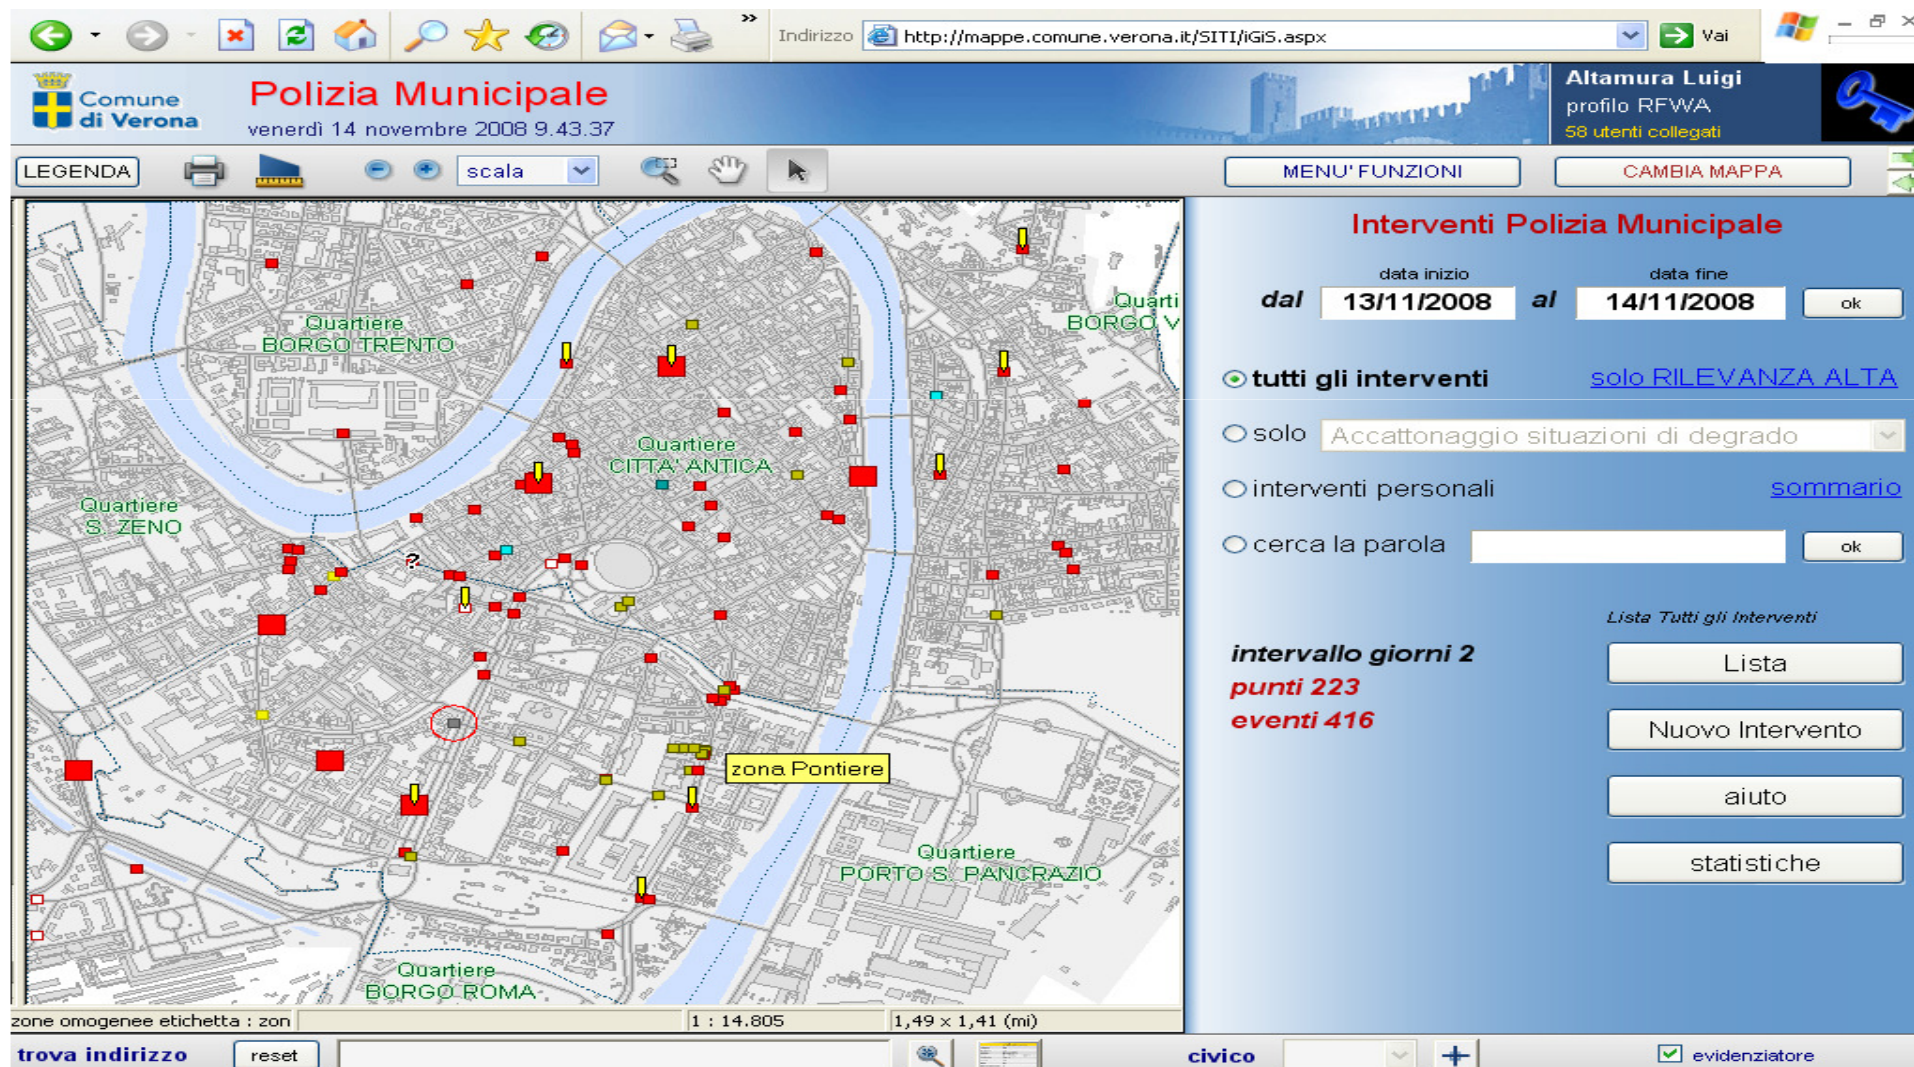 »
Indirizzo http://mappe.comune.verona.it/SITI/iGiS.aspx Vai
Comune
di Verona
Polizia Municipale
venerdì 14 novembre 2008 9.43.37
Altamura Luigi
profilo RFWA
58 utenti collegati
LEGENDA scala MENU' FUNZIONI CAMBIA MAPPA
Quartiere
BORGO TRENTO
Quarti
BORGO V
Quartiere
CITTA' ANTICA
Quartiere
S. ZENO
?
zona Pontiere
Quartiere
PORTO S. PANCRAZIO
Quartiere
BORGO ROMA
zone omogenee etichetta : zon 1 : 14.805 1,49 x 1,41 (mi)
Interventi Polizia Municipale
data inizio data fine
dal 13/11/2008 al 14/11/2008 ok
tutti gli interventi solo RILEVANZA ALTA
solo Accattonaggio situazioni di degrado
interventi personali sommario
cerca la parola ok
Lista Tutti gli Interventi
intervallo giorni 2
punti 223
eventi 416
Lista
Nuovo Intervento
aiuto
statistiche
trova indirizzo reset civico evidenziatore